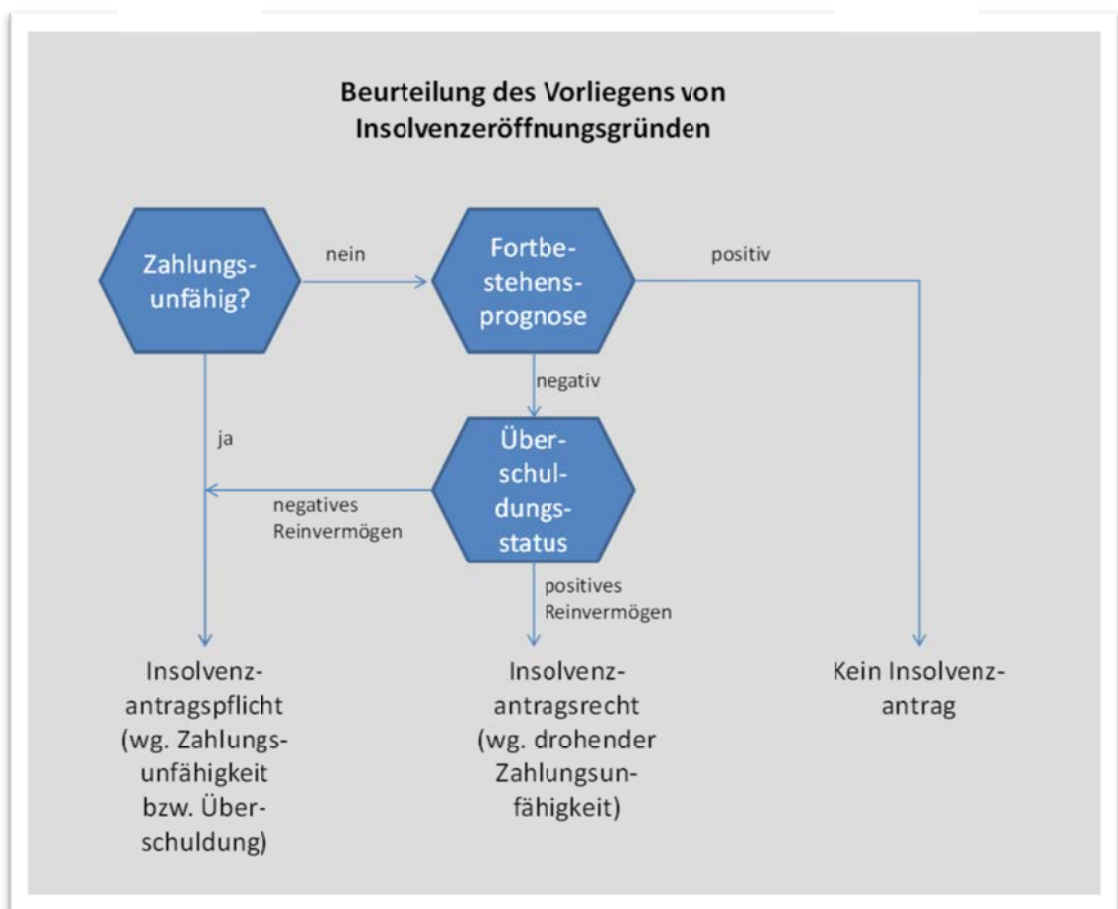 Beurteilung des Vorliegens von
Insolvenzeröffnungsgründen
Zahlungs-
unfähig?
nein
Fortbe-
stehens-
prognose
positiv
negativ
ja
Über-
schul-
dungs-
status
negatives
Reinvermögen
positives
Reinvermögen
Insolvenz-
antragspflicht
(wg. Zahlungs-
unfähigkeit
bzw. Über-
schuldung)
Insolvenz-
antragsrecht
(wg. drohender
Zahlungsun-
fähigkeit)
Kein Insolvenz-
antrag